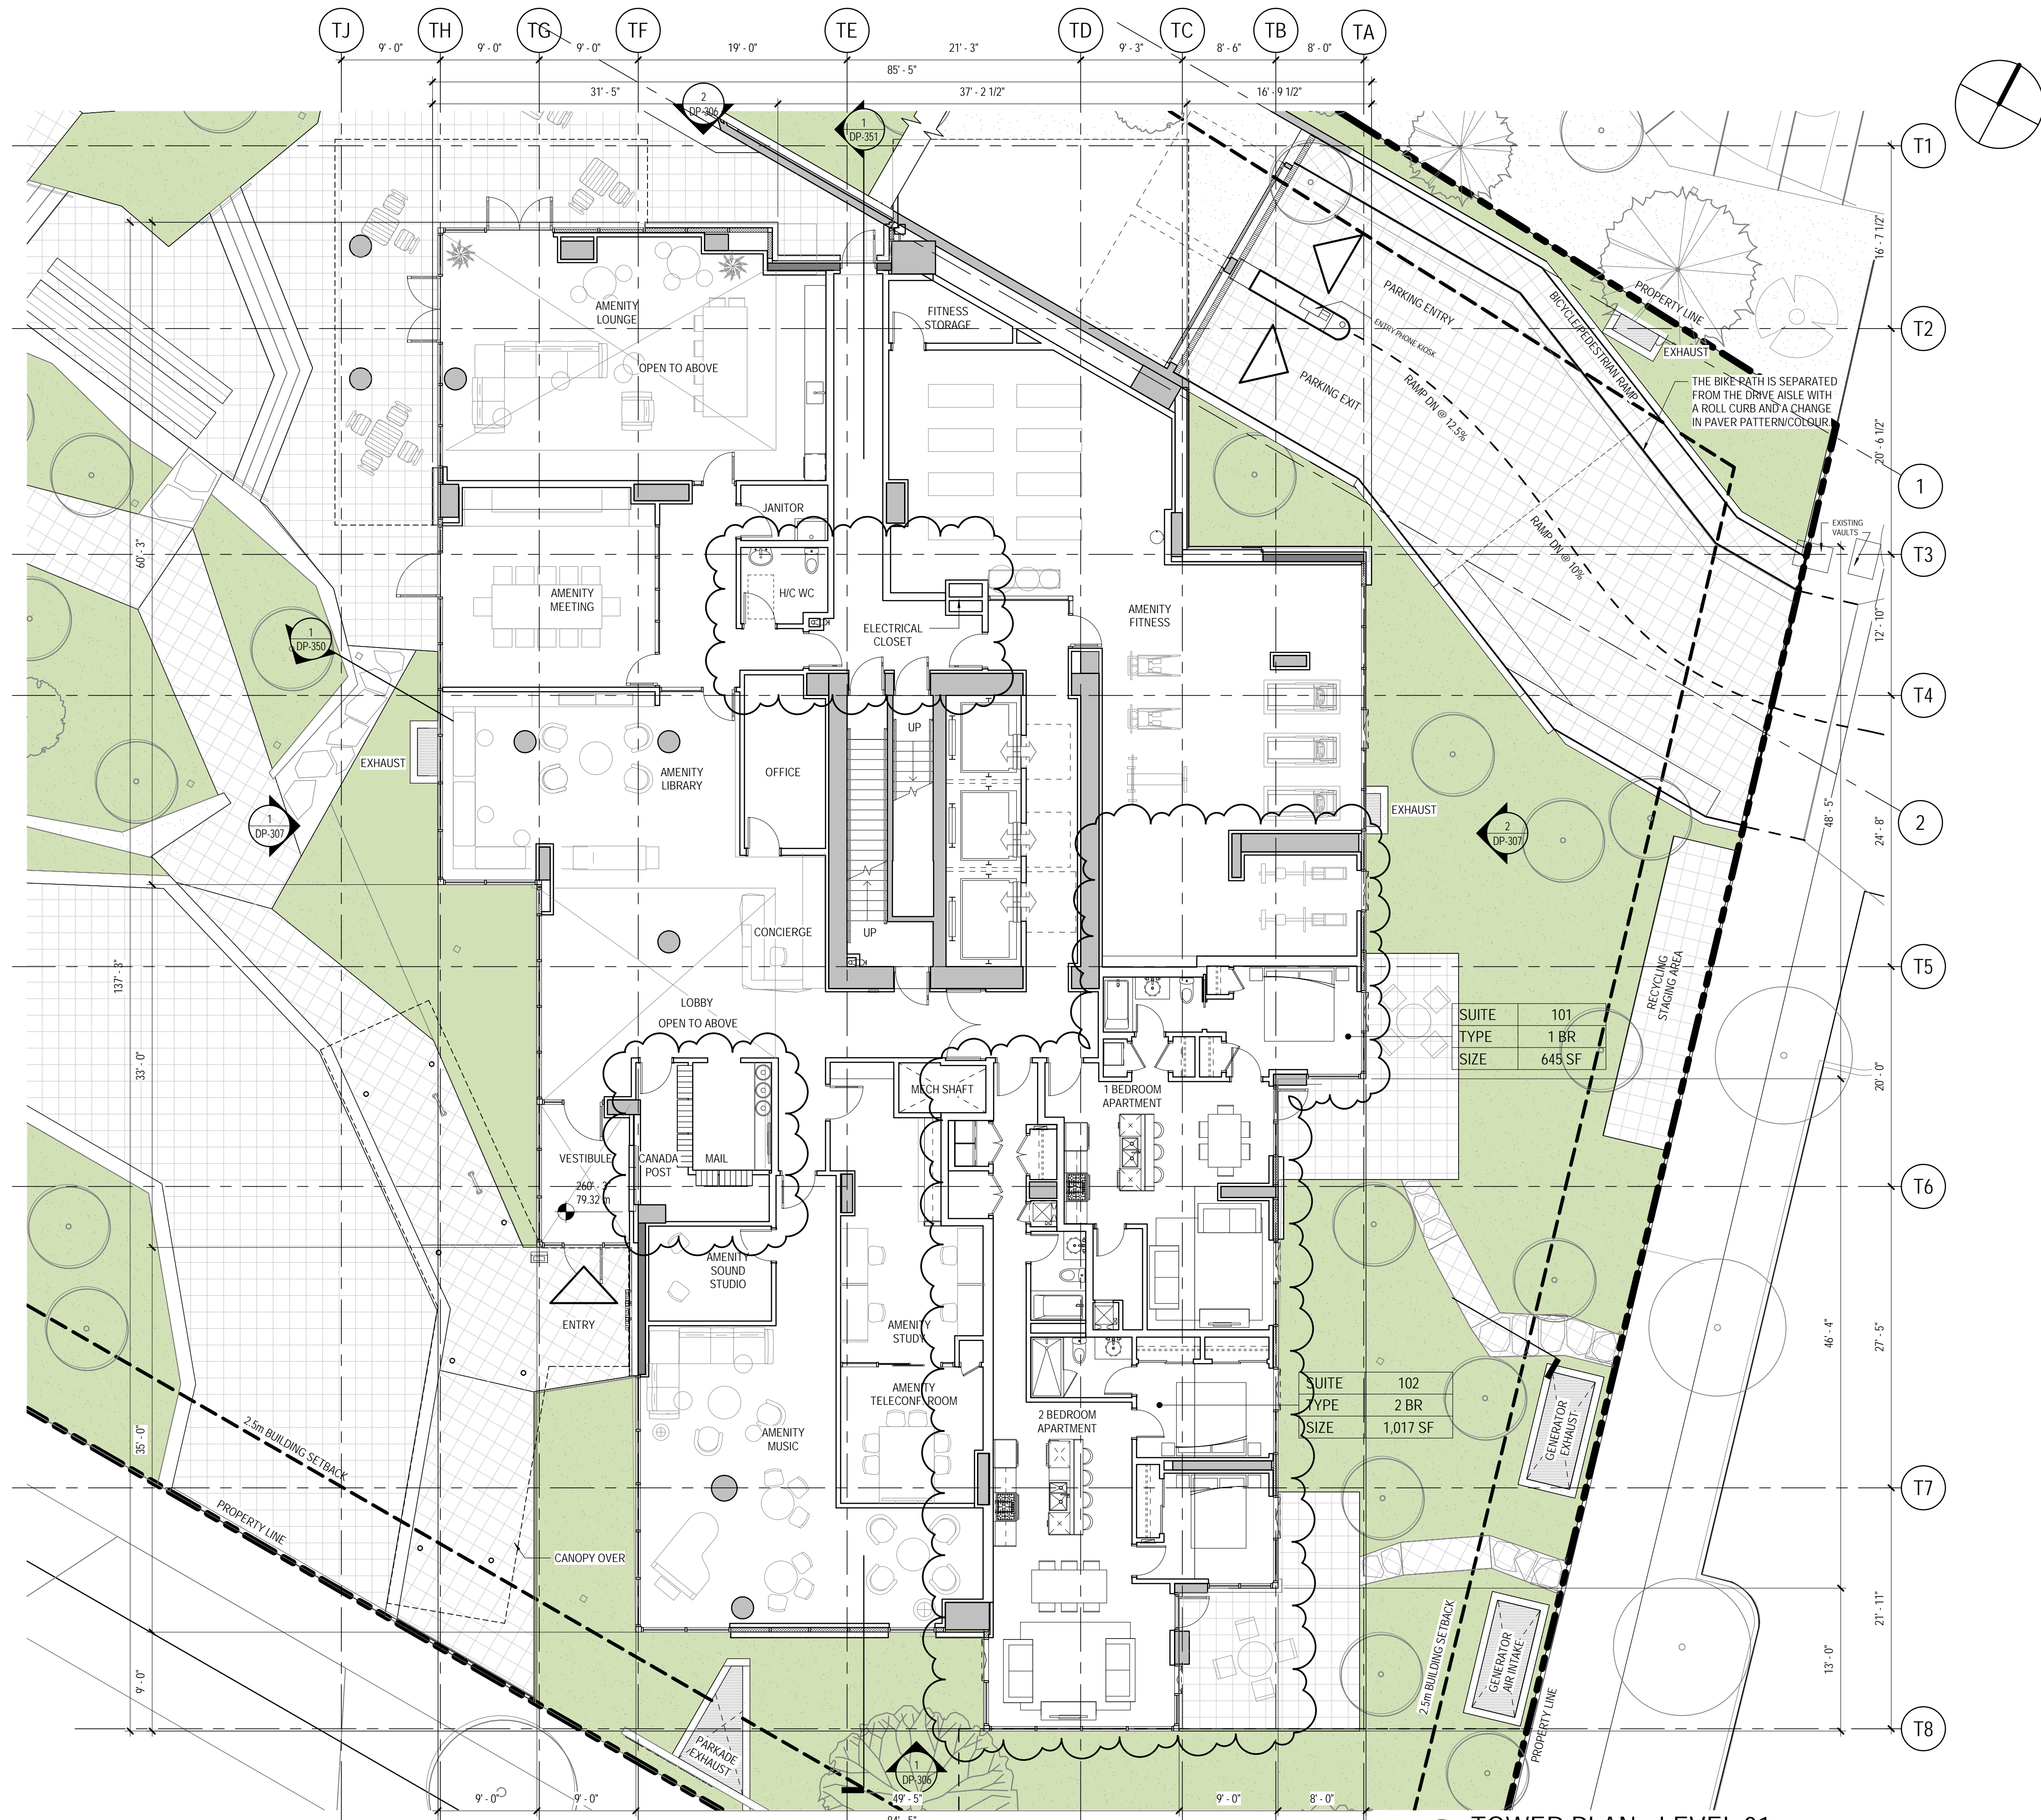 TJ
TH
TG
TF
TE
TD
TC
TB
TA
9' - 0"
9' - 0"
9' - 0"
19' - 0"
21' - 3"
9' - 3"
8' - 6"
8' - 0"
85' - 5"
31' - 5"
37' - 2 1/2"
16' - 9 1/2"
2
DP-306
1
DP-351
T1
16' - 7 1/2"
T2
20' - 6 1/2"
1
T3
12' - 10"
T4
2
24' - 8"
48' - 5"
T5
20' - 0"
T6
46' - 4"
27' - 5"
T7
21' - 11"
13' - 0"
T8
60' - 3"
137' - 3"
33' - 0"
35' - 0"
9' - 0"
AMENITY
LOUNGE
OPEN TO ABOVE
FITNESS
STORAGE
PARKING ENTRY
ENTRY PHONE KIOSK
PARKING EXIT
RAMP DN @ 12.5%
RAMP DN @ 10%
BICYCLE/PEDESTRIAN RAMP
PROPERTY LINE
EXHAUST
THE BIKE PATH IS SEPARATED
FROM THE DRIVE AISLE WITH
A ROLL CURB AND A CHANGE
IN PAVER PATTERN/COLOUR.
EXISTING
VAULTS
JANITOR
H/C WC
AMENITY
MEETING
ELECTRICAL
CLOSET
AMENITY
FITNESS
1
DP-350
EXHAUST
1
DP-307
AMENITY
LIBRARY
OFFICE
UP
UP
EXHAUST
2
DP-307
CONCIERGE
LOBBY
OPEN TO ABOVE
RECYCLING
STAGING AREA
SUITE 101
TYPE 1 BR
SIZE 645 SF
MECH SHAFT
1 BEDROOM
APARTMENT
VESTIBULE
CANADA
POST
MAIL
260' - 3"
79.32 m
AMENITY
SOUND
STUDIO
ENTRY
AMENITY
STUDY
AMENITY
TELECONF. ROOM
AMENITY
MUSIC
2 BEDROOM
APARTMENT
SUITE 102
TYPE 2 BR
SIZE 1,017 SF
GENERATOR
EXHAUST
GENERATOR
AIR INTAKE
2.5m BUILDING SETBACK
PROPERTY LINE
2.5m BUILDING SETBACK
PROPERTY LINE
CANOPY OVER
PARKADE
EXHAUST
1
DP-306
9' - 0"
9' - 0"
49' - 5"
9' - 0"
8' - 0"
84' - 5"
TOWER PLAN - LEVEL 01